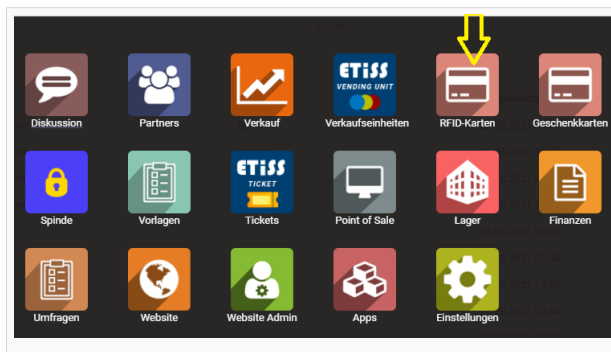 ETiSS
VENDING UNIT
Diskussion Partners Verkauf Verkaufseinheiten RFID-Karten Geschenkkarten
ETiSS
TICKET
Spinde Vorlagen Tickets Point of Sale Lager Finanzen
Umfragen Website Website Admin Apps Einstellungen